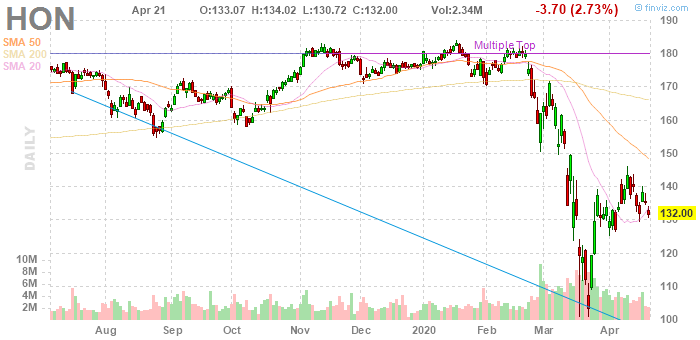 HON Apr 21 O:133.07 H:134.02 L:130.72 C:132.00 Vol:2.34M -3.70 (2.73%)
© finviz.com
SMA 50
SMA 200
SMA 20
Multiple Top
DAILY
190
180
170
160
150
140
132.00
130
120
110
100
10M
8M
6M
4M
2M
Aug Sep Oct Nov Dec 2020 Feb Mar Apr